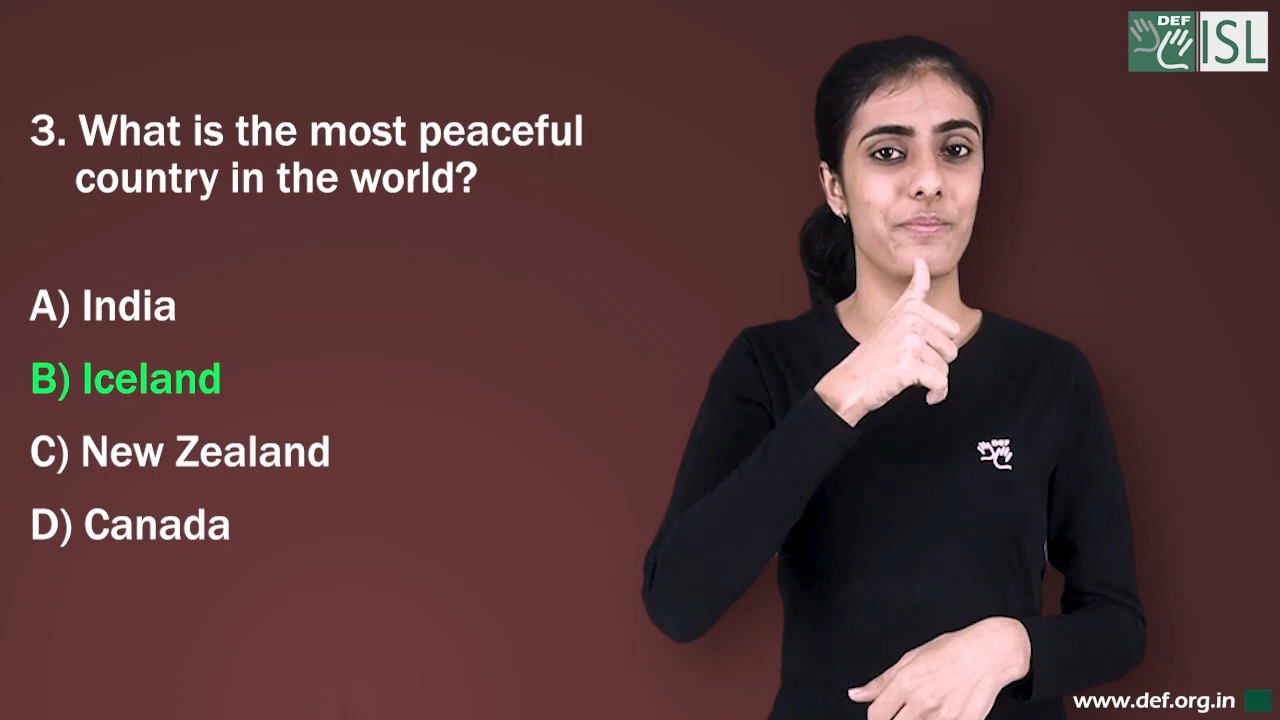 DEF
ISL
3. What is the most peaceful
country in the world?
A) India
B) Iceland
C) New Zealand
D) Canada
DEF
www.def.org.in